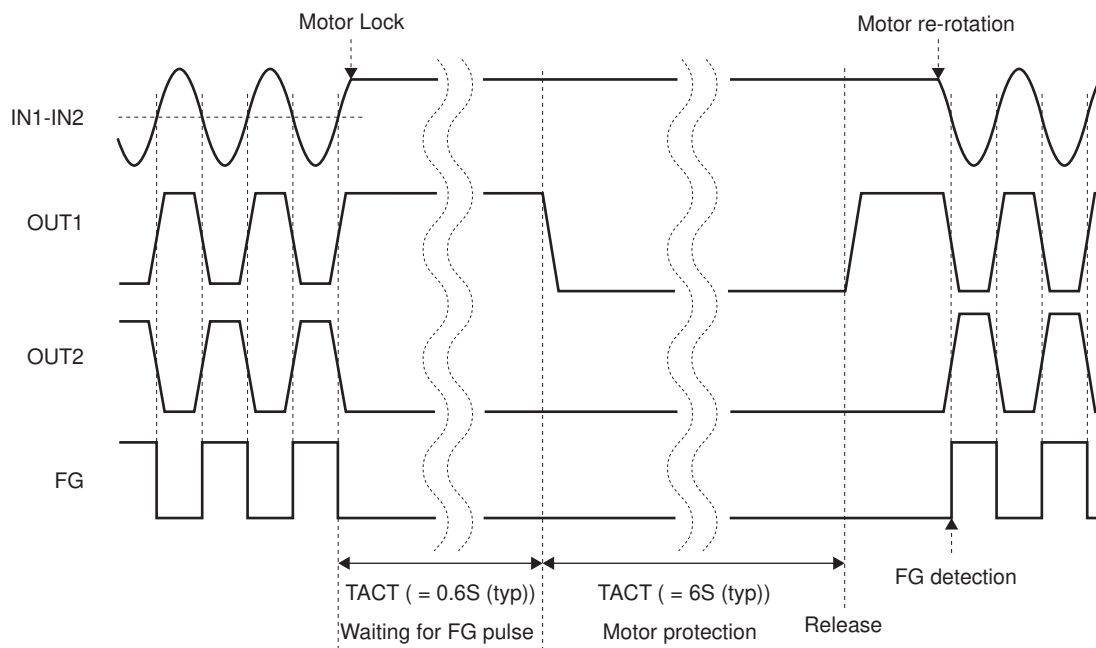 Motor Lock
Motor re-rotation
IN1-IN2
OUT1
OUT2
FG
FG detection
TACT ( = 0.6S (typ))
TACT ( = 6S (typ))
Waiting for FG pulse
Motor protection
Release